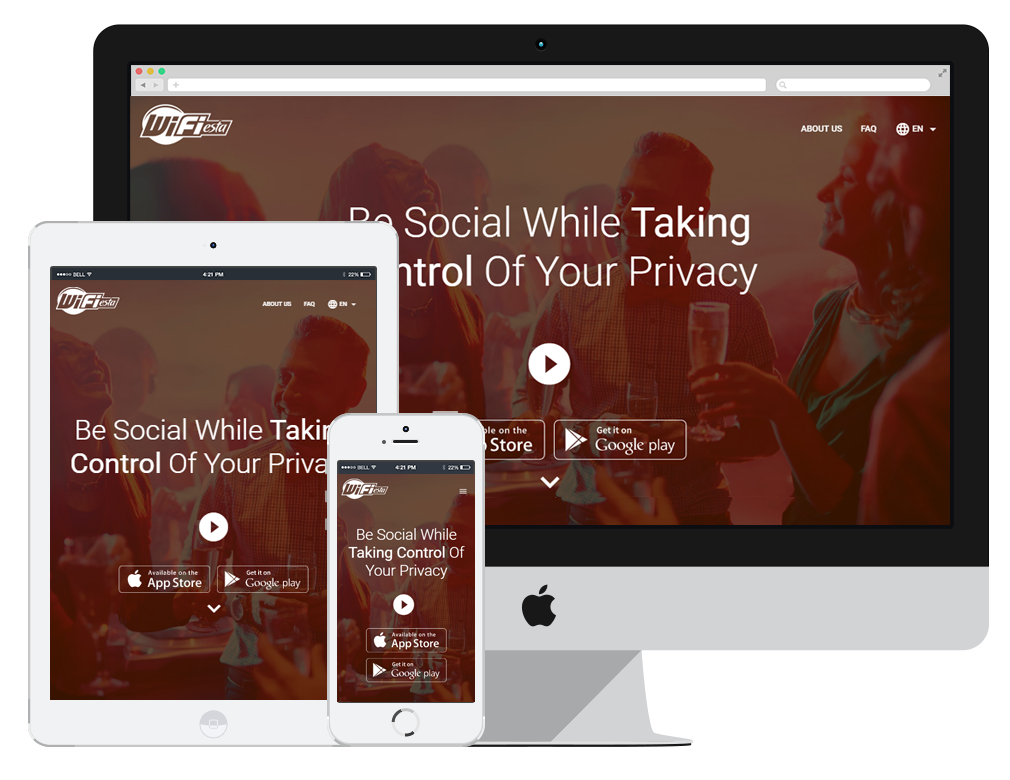 WiFiesta
ABOUT US FAQ EN
Be Social While Taking
ntrol Of Your Privacy
ble on the
Store
Get it on
Google play
BELL 4:21 PM 22%
WiFiesta
ABOUT US FAQ EN
Be Social While Takin
Control Of Your Priva
Available on the
App Store
Get it on
Google play
BELL 4:21 PM 22%
WiFiesta
Be Social While
Taking Control Of
Your Privacy
Available on the
App Store
Get it on
Google play